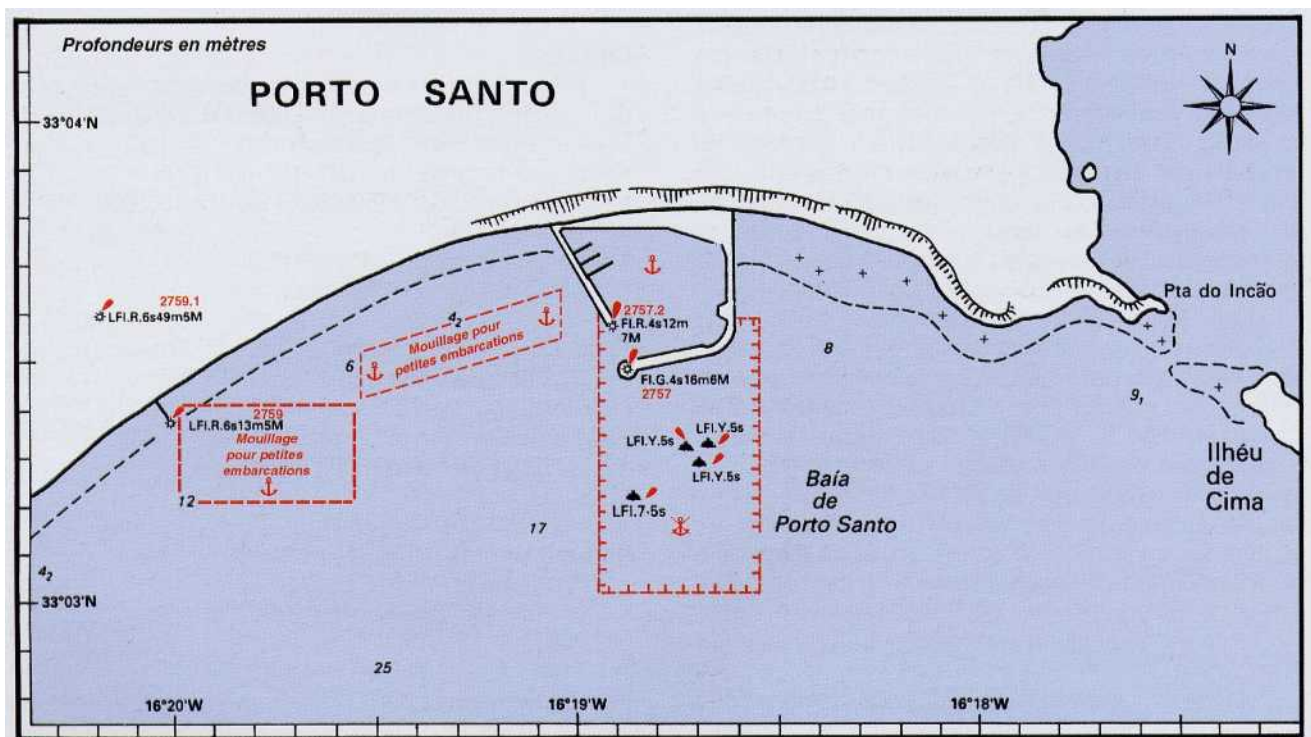 Profondeurs en mètres
N
PORTO SANTO
33°04'N
Pta do Incão
2759.1
LFl.R.6s49m5M
4₂
Mouillage pour
petites embarcations
2757.2
Fl.R.4s12m
7M
6
8
Fl.G.4s16m6M
2757
9₁
2759
LFl.R.6s13m5M
Mouillage
pour petites
embarcations
LFl.Y.5s
LFl.Y.5s
LFl.Y.5s
Ilhéu
de
Cima
Baía
de
Porto Santo
12
LFl.7-5s
17
4₂
33°03'N
25
16°20'W
16°19'W
16°18'W